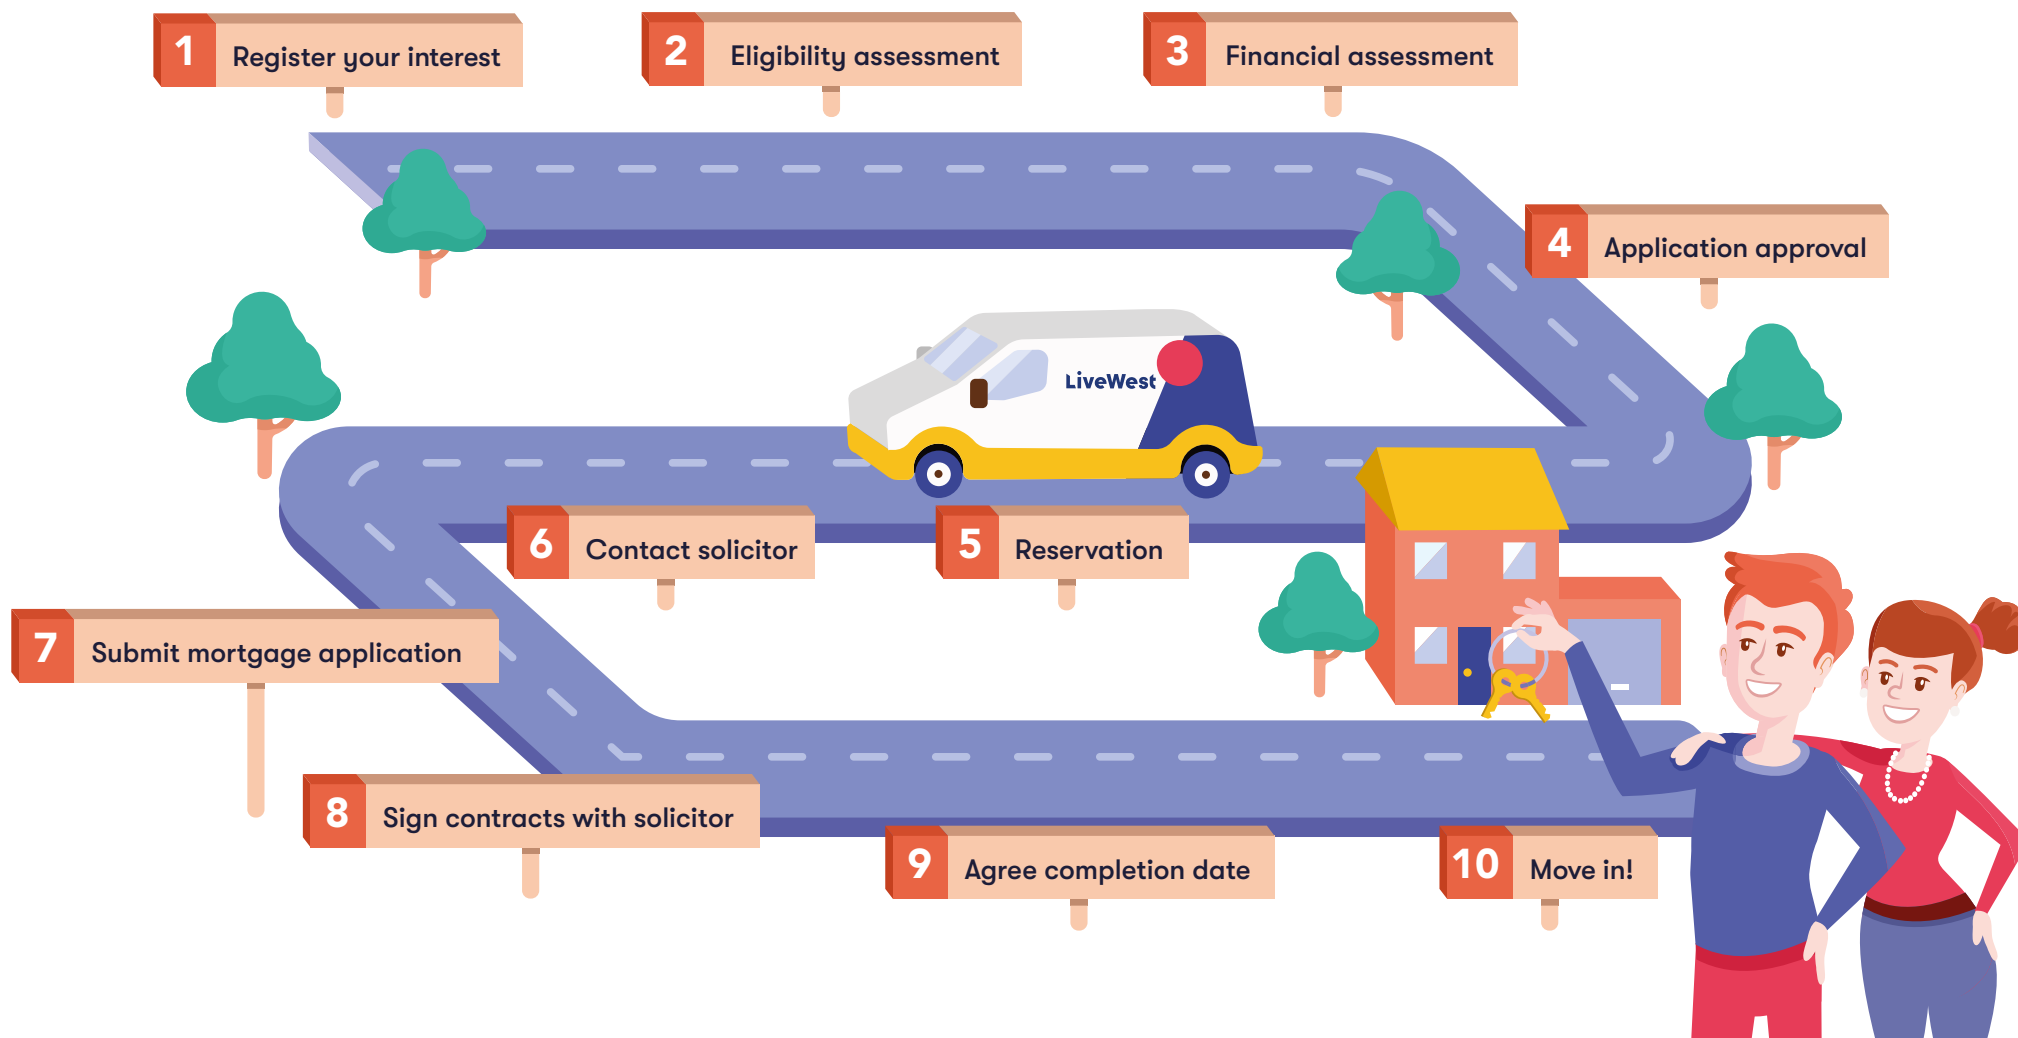 1 Register your interest
2 Eligibility assessment
3 Financial assessment
4 Application approval
LiveWest
5 Reservation
6 Contact solicitor
7 Submit mortgage application
8 Sign contracts with solicitor
9 Agree completion date
10 Move in!